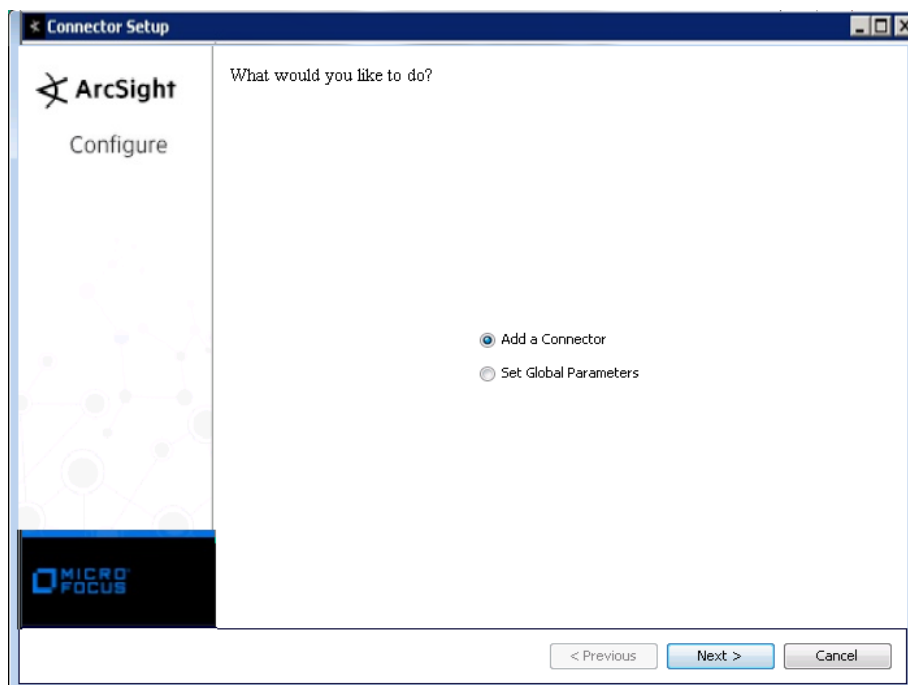 Connector Setup
ArcSight
Configure
What would you like to do?
Add a Connector
Set Global Parameters
MICRO
FOCUS
< Previous
Next >
Cancel